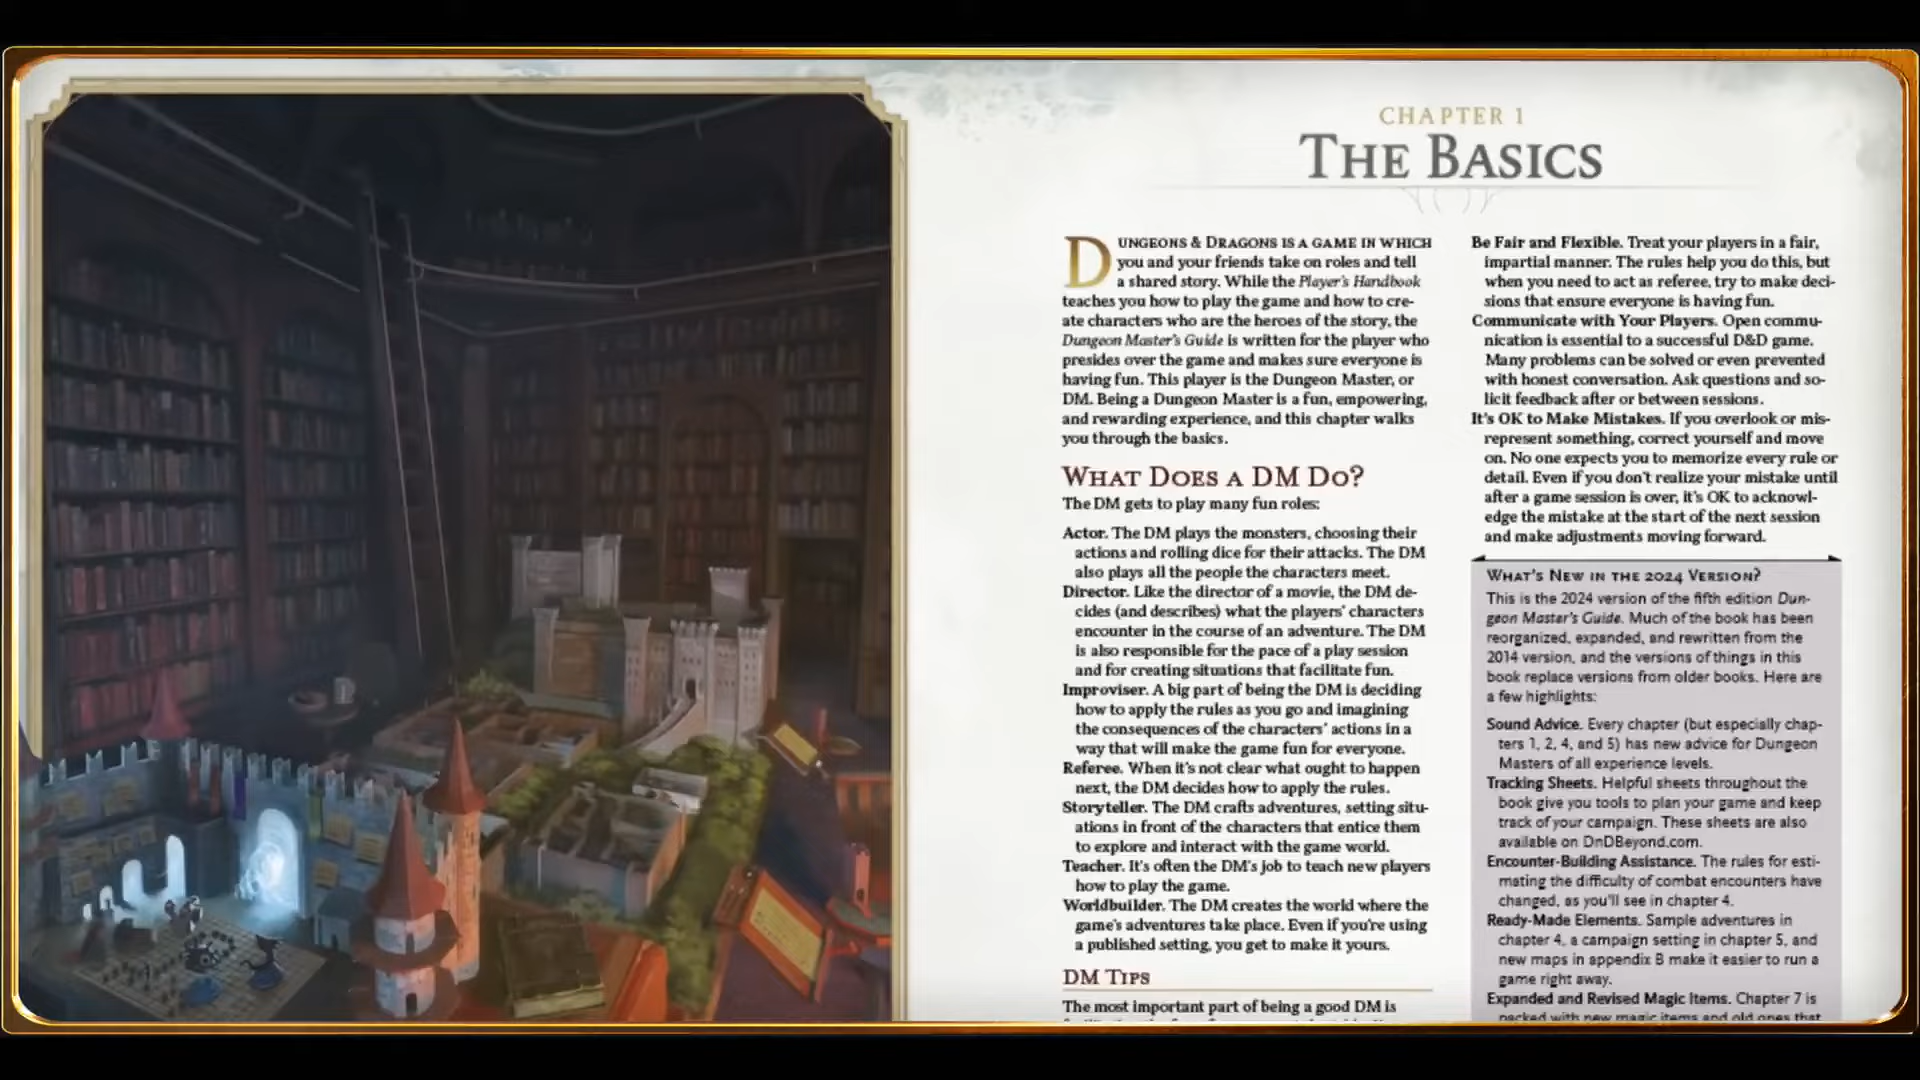 CHAPTER 1
THE BASICS
DUNGEONS & DRAGONS IS A GAME IN WHICH
you and your friends take on roles and tell
a shared story. While the Player's Handbook
teaches you how to play the game and how to cre-
ate characters who are the heroes of the story, the
Dungeon Master's Guide is written for the player who
presides over the game and makes sure everyone is
having fun. This player is the Dungeon Master, or
DM. Being a Dungeon Master is a fun, empowering,
and rewarding experience, and this chapter walks
you through the basics.
WHAT DOES A DM DO?
The DM gets to play many fun roles:
Actor. The DM plays the monsters, choosing their
actions and rolling dice for their attacks. The DM
also plays all the people the characters meet.
Director. Like the director of a movie, the DM de-
cides (and describes) what the players' characters
encounter in the course of an adventure. The DM
is also responsible for the pace of a play session
and for creating situations that facilitate fun.
Improviser. A big part of being the DM is deciding
how to apply the rules as you go and imagining
the consequences of the characters' actions in a
way that will make the game fun for everyone.
Referee. When it's not clear what ought to happen
next, the DM decides how to apply the rules.
Storyteller. The DM crafts adventures, setting situ-
ations in front of the characters that entice them
to explore and interact with the game world.
Teacher. It's often the DM's job to teach new players
how to play the game.
Worldbuilder. The DM creates the world where the
game's adventures take place. Even if you're using
a published setting, you get to make it yours.
DM TIPS
The most important part of being a good DM is
Be Fair and Flexible. Treat your players in a fair,
impartial manner. The rules help you do this, but
when you need to act as referee, try to make deci-
sions that ensure everyone is having fun.
Communicate with Your Players. Open commu-
nication is essential to a successful D&D game.
Many problems can be solved or even prevented
with honest conversation. Ask questions and so-
licit feedback after or between sessions.
It's OK to Make Mistakes. If you overlook or mis-
represent something, correct yourself and move
on. No one expects you to memorize every rule or
detail. Even if you don't realize your mistake until
after a game session is over, it's OK to acknowl-
edge the mistake at the start of the next session
and make adjustments moving forward.
WHAT'S NEW IN THE 2024 VERSION?
This is the 2024 version of the fifth edition Dun-
geon Master's Guide. Much of the book has been
reorganized, expanded, and rewritten from the
2014 version, and the versions of things in this
book replace versions from older books. Here are
a few highlights:
Sound Advice. Every chapter (but especially chap-
ters 1, 2, 4, and 5) has new advice for Dungeon
Masters of all experience levels.
Tracking Sheets. Helpful sheets throughout the
book give you tools to plan your game and keep
track of your campaign. These sheets are also
available on DnDBeyond.com.
Encounter-Building Assistance. The rules for esti-
mating the difficulty of combat encounters have
changed, as you'll see in chapter 4.
Ready-Made Elements. Sample adventures in
chapter 4, a campaign setting in chapter 5, and
new maps in appendix B make it easier to run a
game right away.
Expanded and Revised Magic Items. Chapter 7 is
packed with new magic items and old ones that